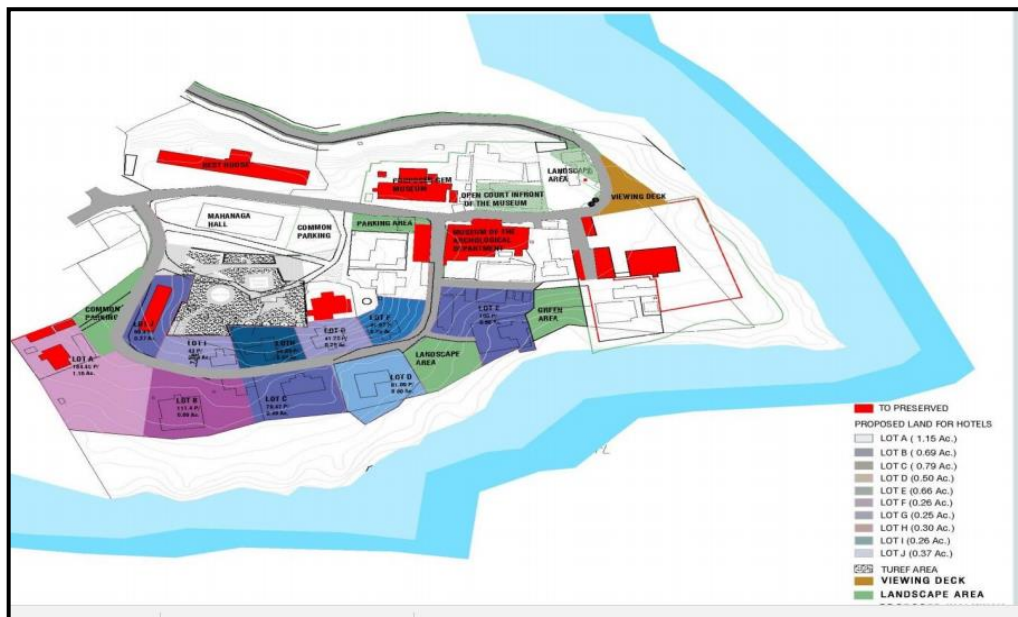 REST HOUSE
MUSEUM
OPEN COURT INFRONT
OF THE MUSEUM
LANDSCAPE
AREA
VIEWING DECK
MAHANAGA
HALL
COMMON
PARKING
PARKING AREA
MUSEUM BY THE
ARCHOLOGICAL
DEPARTMENT
COMMON
PARKING
LOT J
LOT I
LOT G
LOT F
LOT E
GREEN
AREA
LOT A
LOT B
LOT C
LOT D
LANDSCAPE
AREA
TO PRESERVED
PROPOSED LAND FOR HOTELS
LOT A ( 1.15 Ac.)
LOT B ( 0.69 Ac.)
LOT C ( 0.79 Ac.)
LOT D (0.50 Ac.)
LOT E (0.66 Ac.)
LOT F (0.26 Ac.)
LOT G (0.25 Ac.)
LOT H (0.30 Ac.)
LOT I (0.26 Ac.)
LOT J (0.37 Ac.)
TUREF AREA
VIEWING DECK
LANDSCAPE AREA